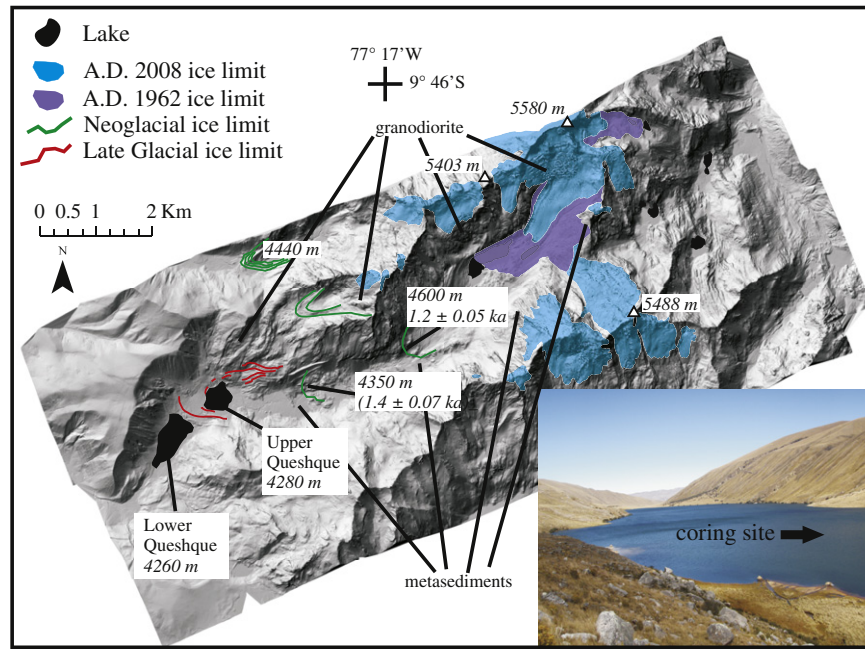 Lake
A.D. 2008 ice limit
A.D. 1962 ice limit
Neoglacial ice limit
Late Glacial ice limit
0 0.5 1 2 Km
N
77° 17'W
9° 46'S
granodiorite
5580 m
5403 m
4440 m
4600 m
1.2 ± 0.05 ka
5488 m
4350 m
(1.4 ± 0.07 ka
Upper
Queshque
4280 m
Lower
Queshque
4260 m
metasediments
coring site